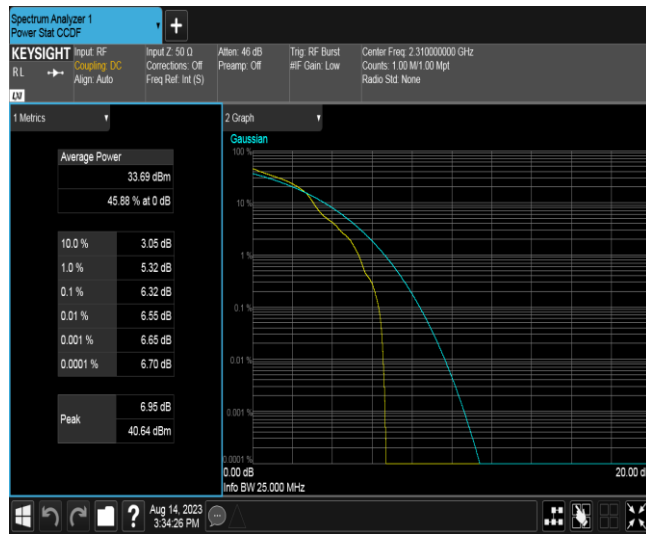 Spectrum Analyzer 1
Power Stat CCDF
+
KEYSIGHT
Input: RF
Coupling: DC
Align: Auto
Input Z: 50 Ω
Corrections: Off
Freq Ref: Int (S)
Atten: 46 dB
Preamp: Off
Trig: RF Burst
#IF Gain: Low
Center Freq: 2.310000000 GHz
Counts: 1.00 M/1.00 Mpt
Radio Std: None
R L
LXI
1 Metrics
Average Power
33.69 dBm
45.88 % at 0 dB
10.0 % 3.05 dB
1.0 % 5.32 dB
0.1 % 6.32 dB
0.01 % 6.55 dB
0.001 % 6.65 dB
0.0001 % 6.70 dB
Peak
6.95 dB
40.64 dBm
2 Graph
Gaussian
100 %
10 %
1 %
0.1 %
0.01 %
0.001 %
0.0001 %
0.00 dB
20.00 d
Info BW 25.000 MHz
?
Aug 14, 2023
3:34:26 PM